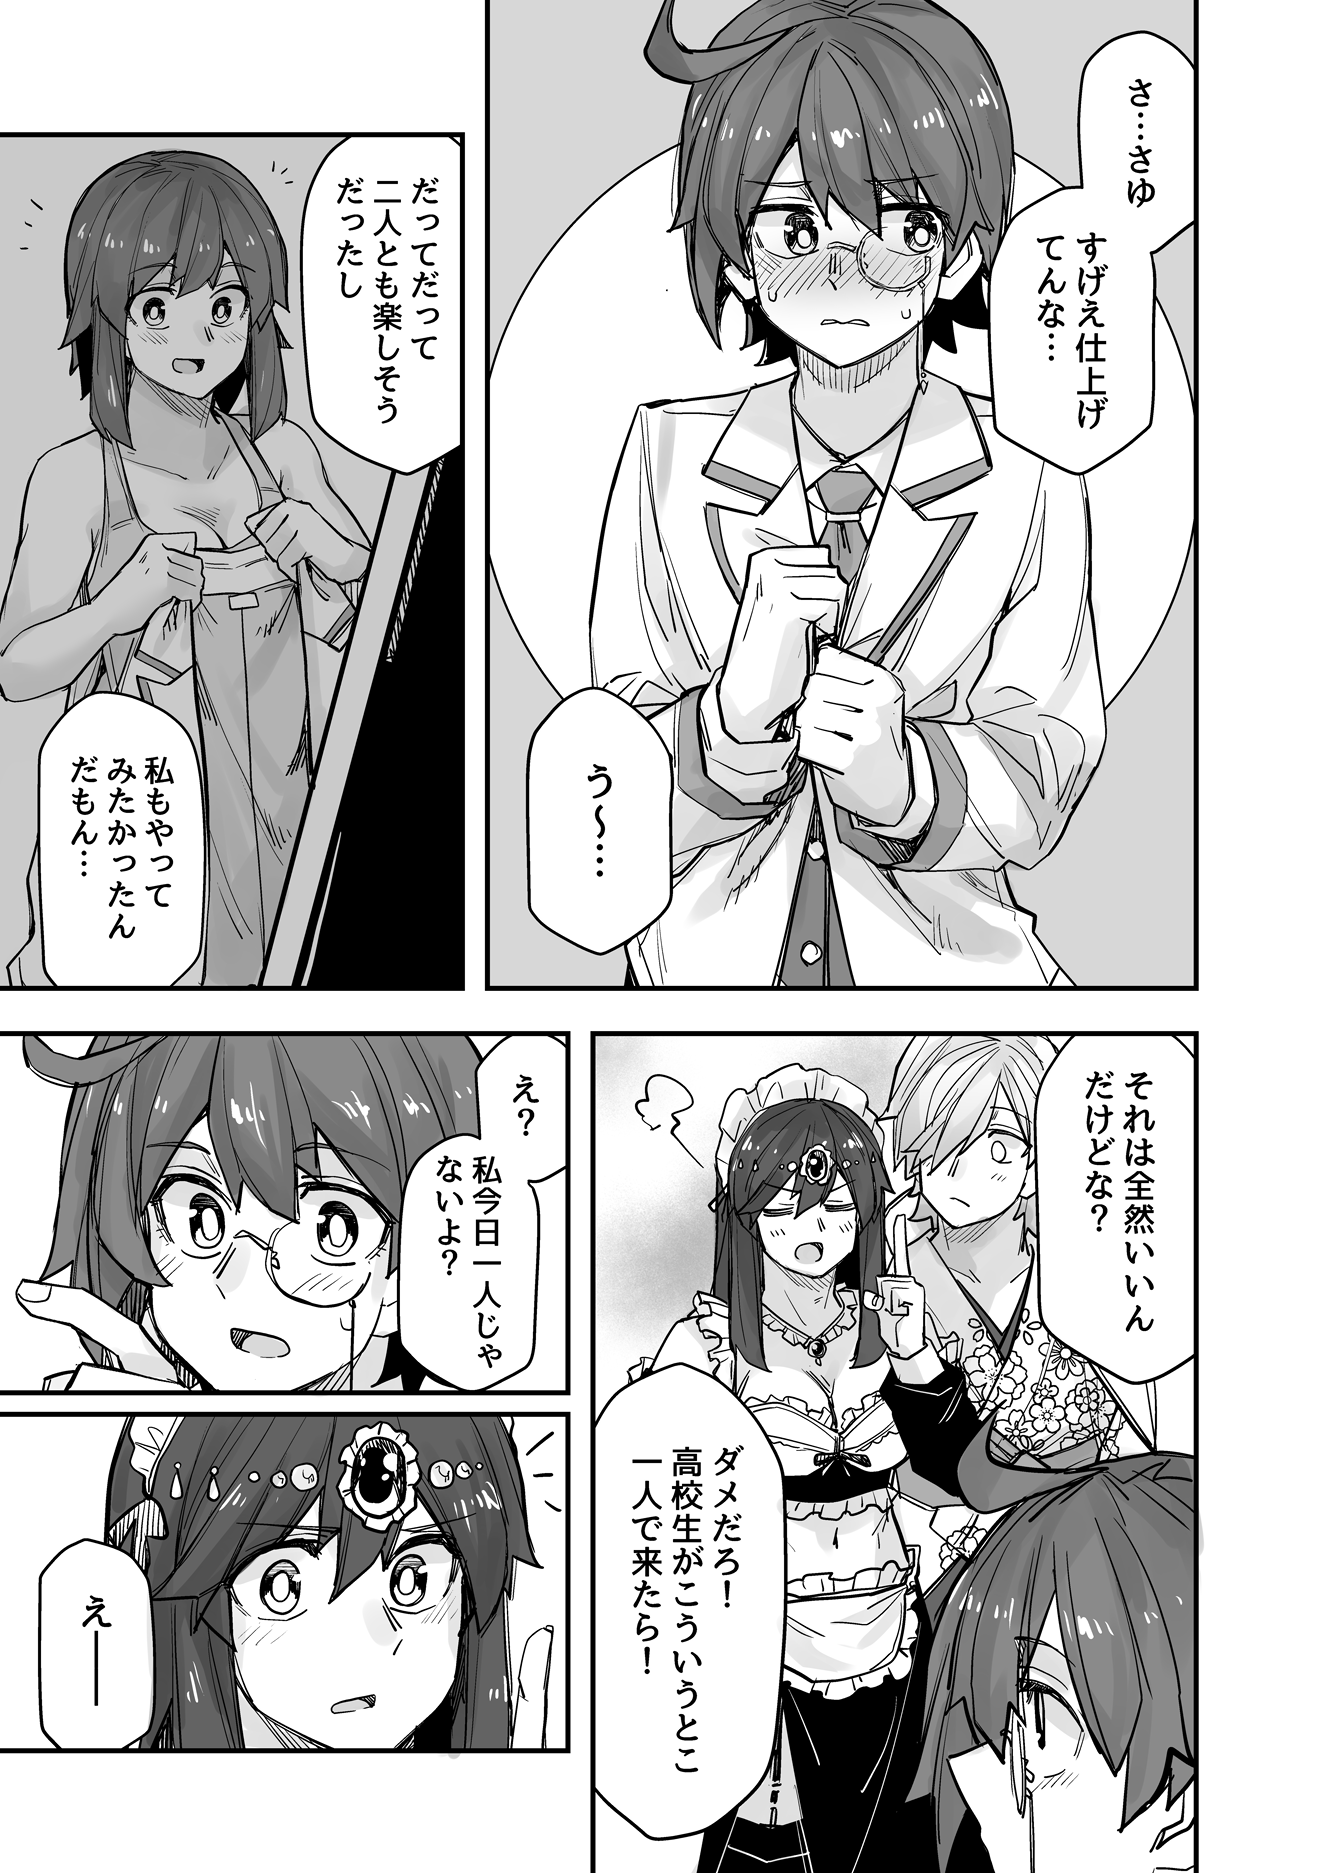 さ…さゆ
すげえ仕上げ
てんな…
う～…
だってだって
二人とも楽しそう
だったし
私もやって
みたかったん
だもん…
それは全然いいん
だけどな?
ダメだろ!
高校生がこういうとこ
一人で来たら!
え?
私今日一人じゃ
ないよ?
え――